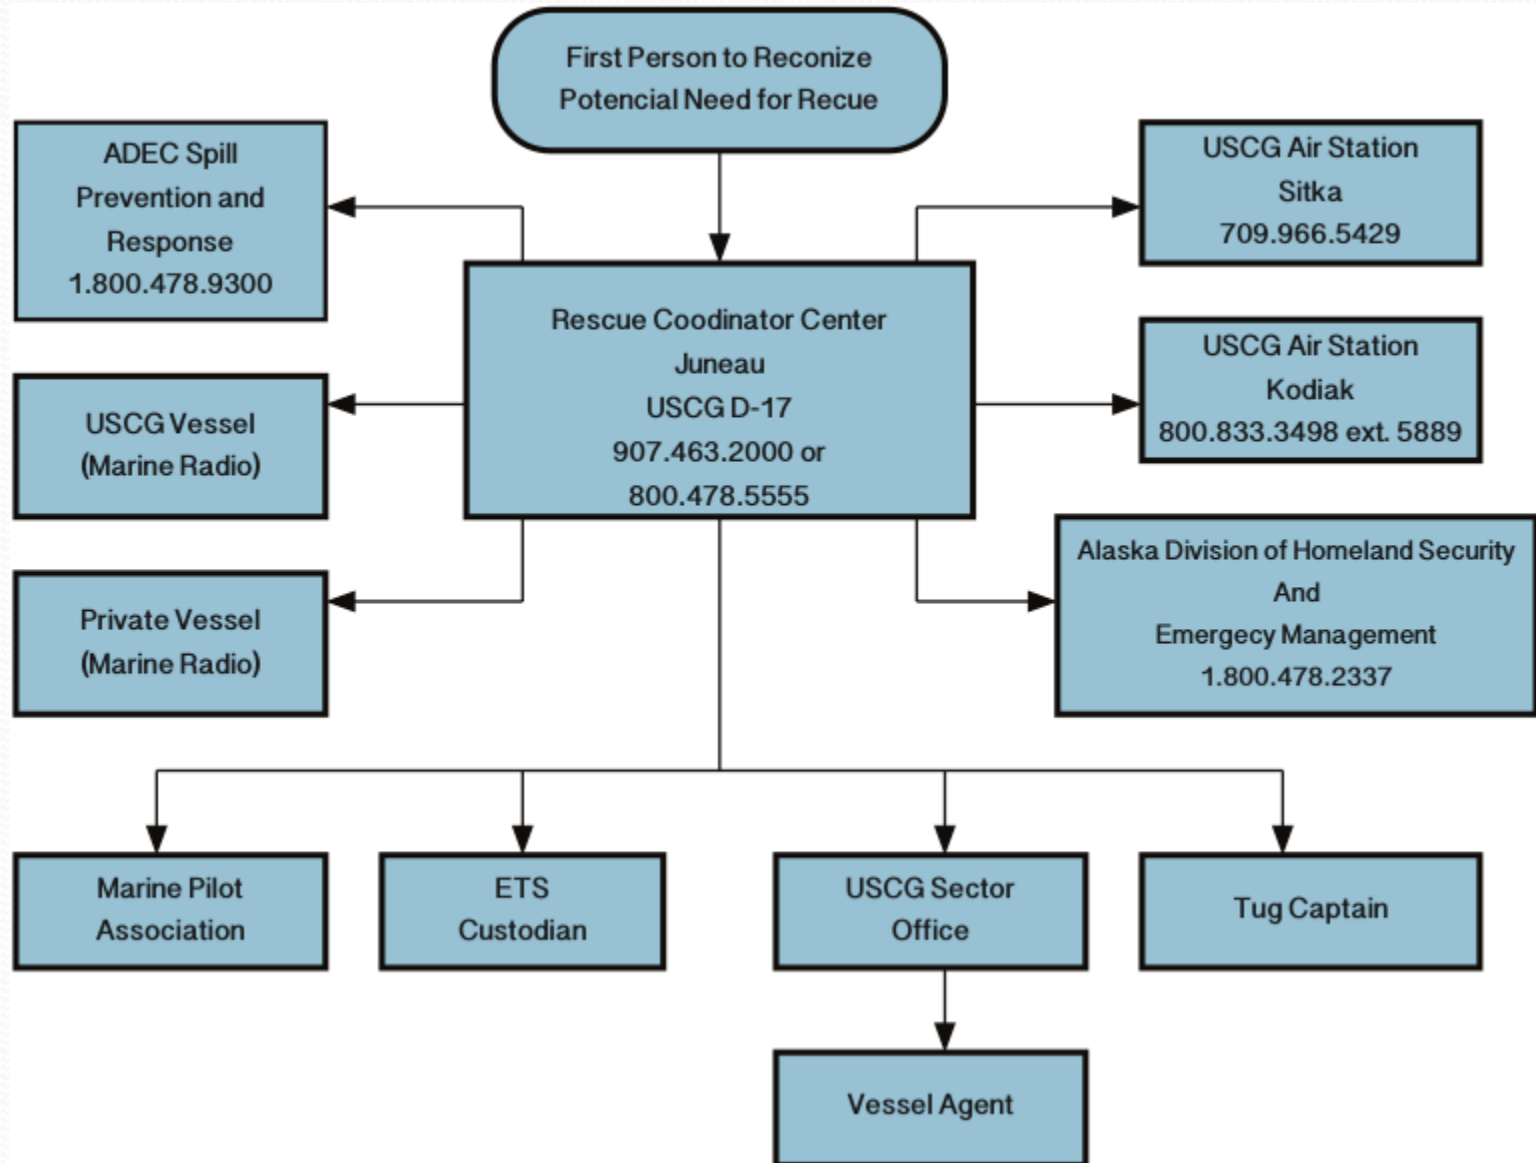 First Person to Reconize
Potencial Need for Recue
ADEC Spill
Prevention and
Response
1.800.478.9300
USCG Air Station
Sitka
709.966.5429
Rescue Coodinator Center
Juneau
USCG D-17
907.463.2000 or
800.478.5555
USCG Vessel
(Marine Radio)
USCG Air Station
Kodiak
800.833.3498 ext. 5889
Private Vessel
(Marine Radio)
Alaska Division of Homeland Security
And
Emergecy Management
1.800.478.2337
Marine Pilot
Association
ETS
Custodian
USCG Sector
Office
Tug Captain
Vessel Agent